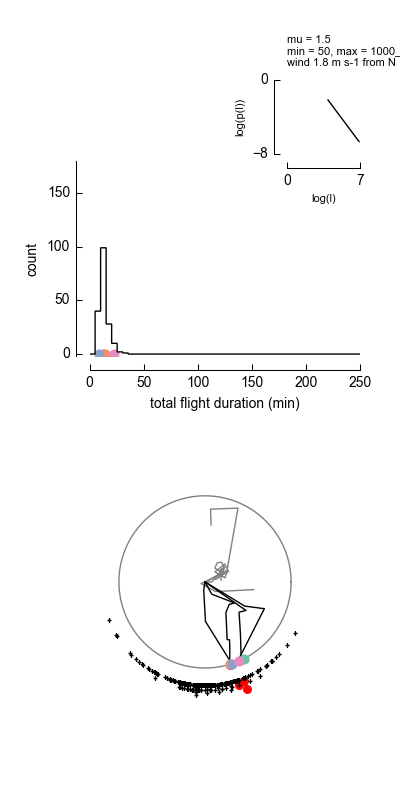 mu = 1.5
min = 50, max = 1000_
wind 1.8 m s-1 from N
0
log(p(l))
−8
0
7
log(l)
150
100
count
50
0
0
50
100
150
200
250
total flight duration (min)